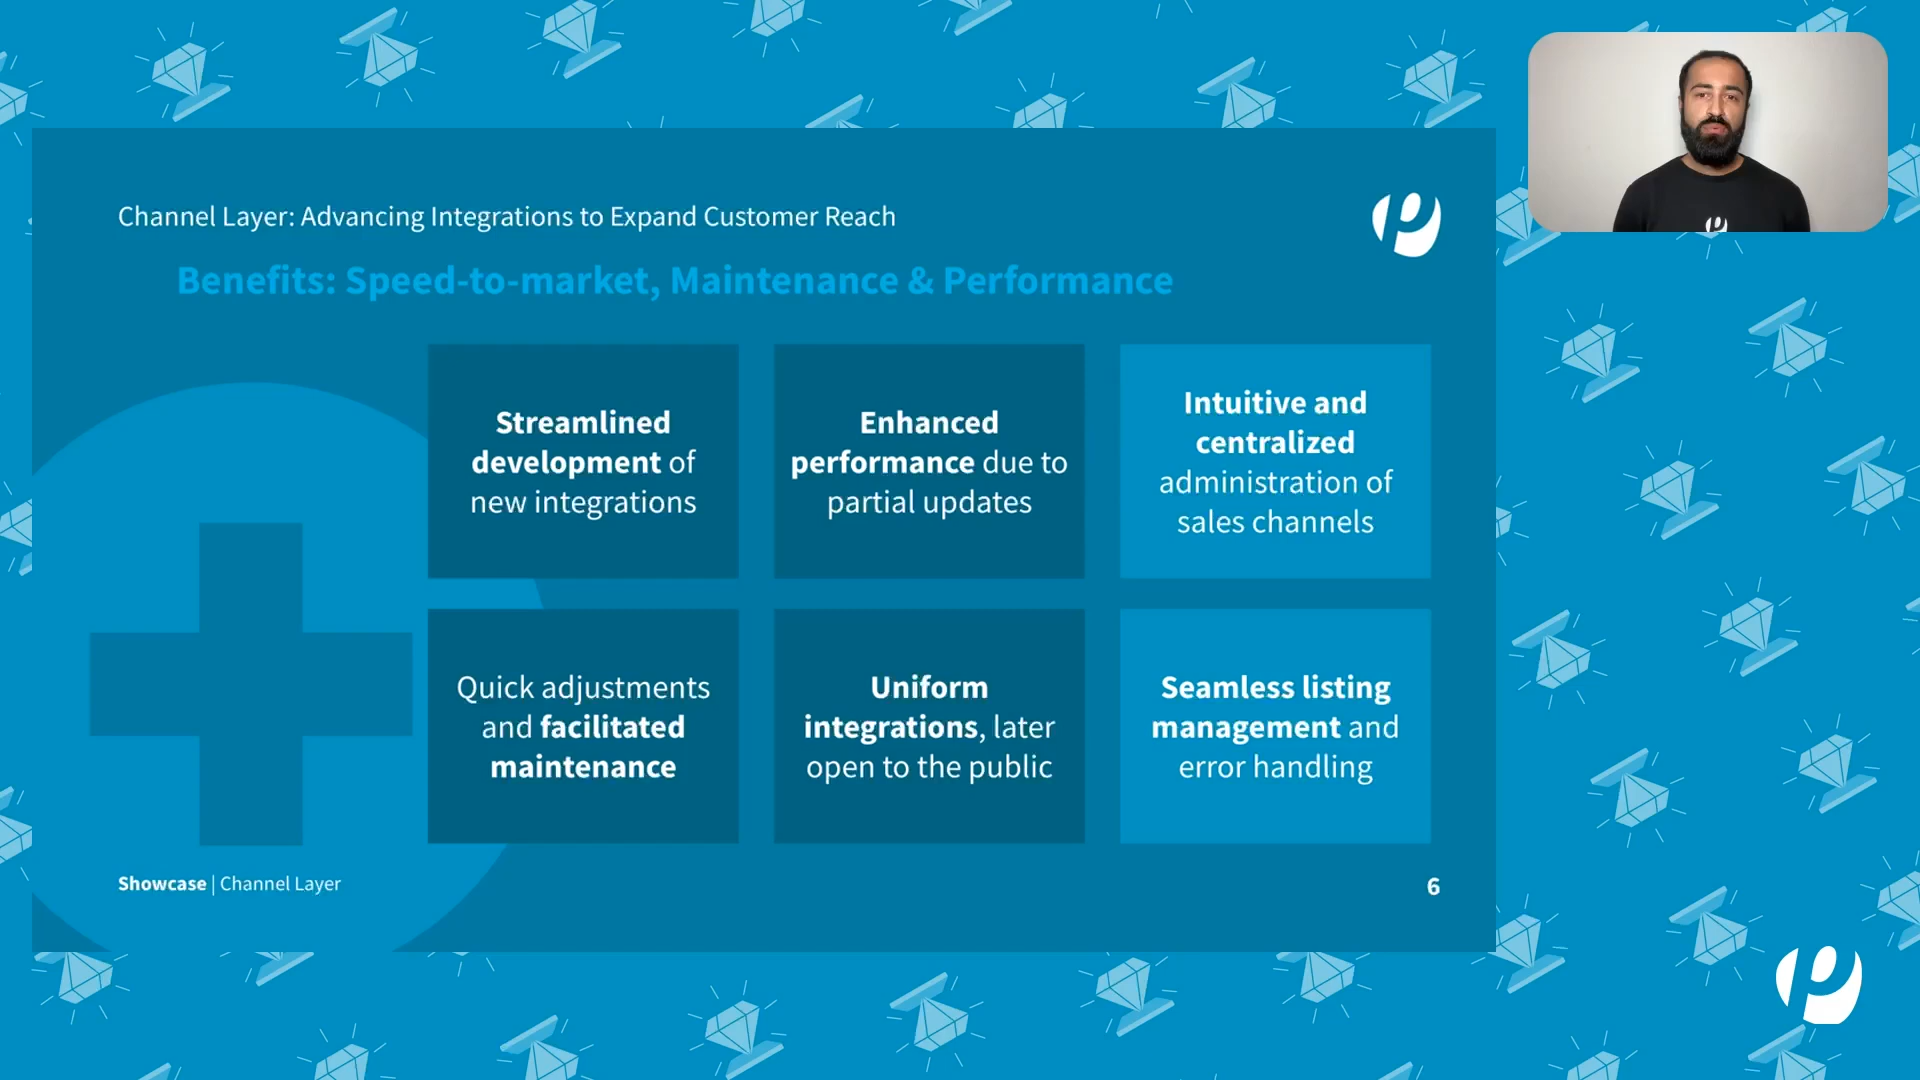 Channel Layer: Advancing Integrations to Expand Customer Reach
Benefits: Speed-to-market, Maintenance & Performance
Streamlined
development of
new integrations
Enhanced
performance due to
partial updates
Intuitive and
centralized
administration of
sales channels
Quick adjustments
and facilitated
maintenance
Uniform
integrations, later
open to the public
Seamless listing
management and
error handling
Showcase | Channel Layer
6